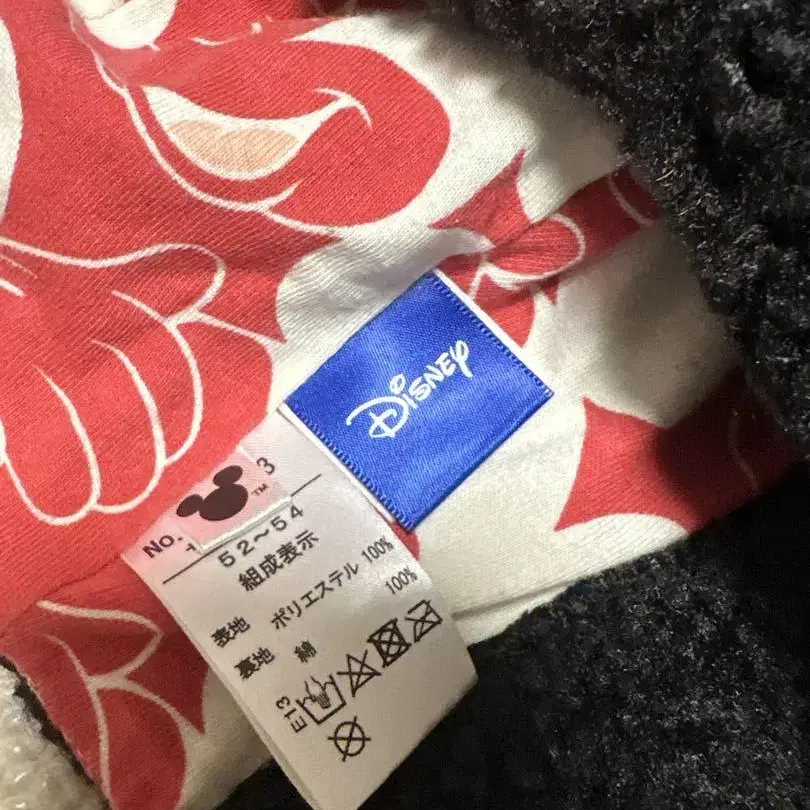 Disney
No. 3
TM
52~54
組成表示
表地 ポリエステル 100%
裏地 綿 100%
E13